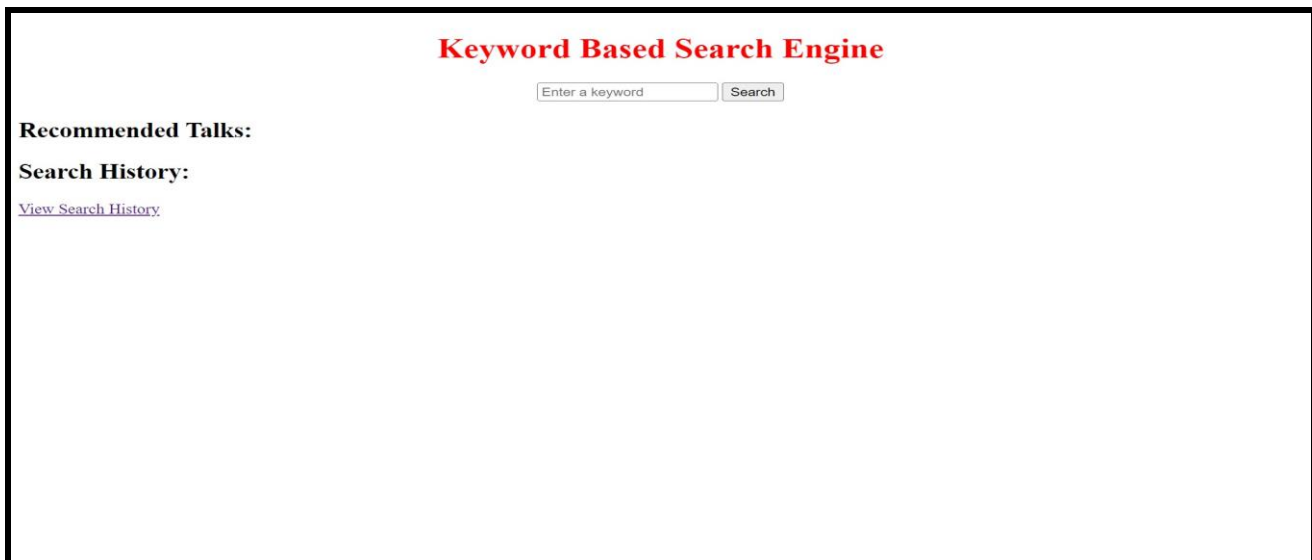 Keyword Based Search Engine
Enter a keyword Search
Recommended Talks:
Search History:
View Search History